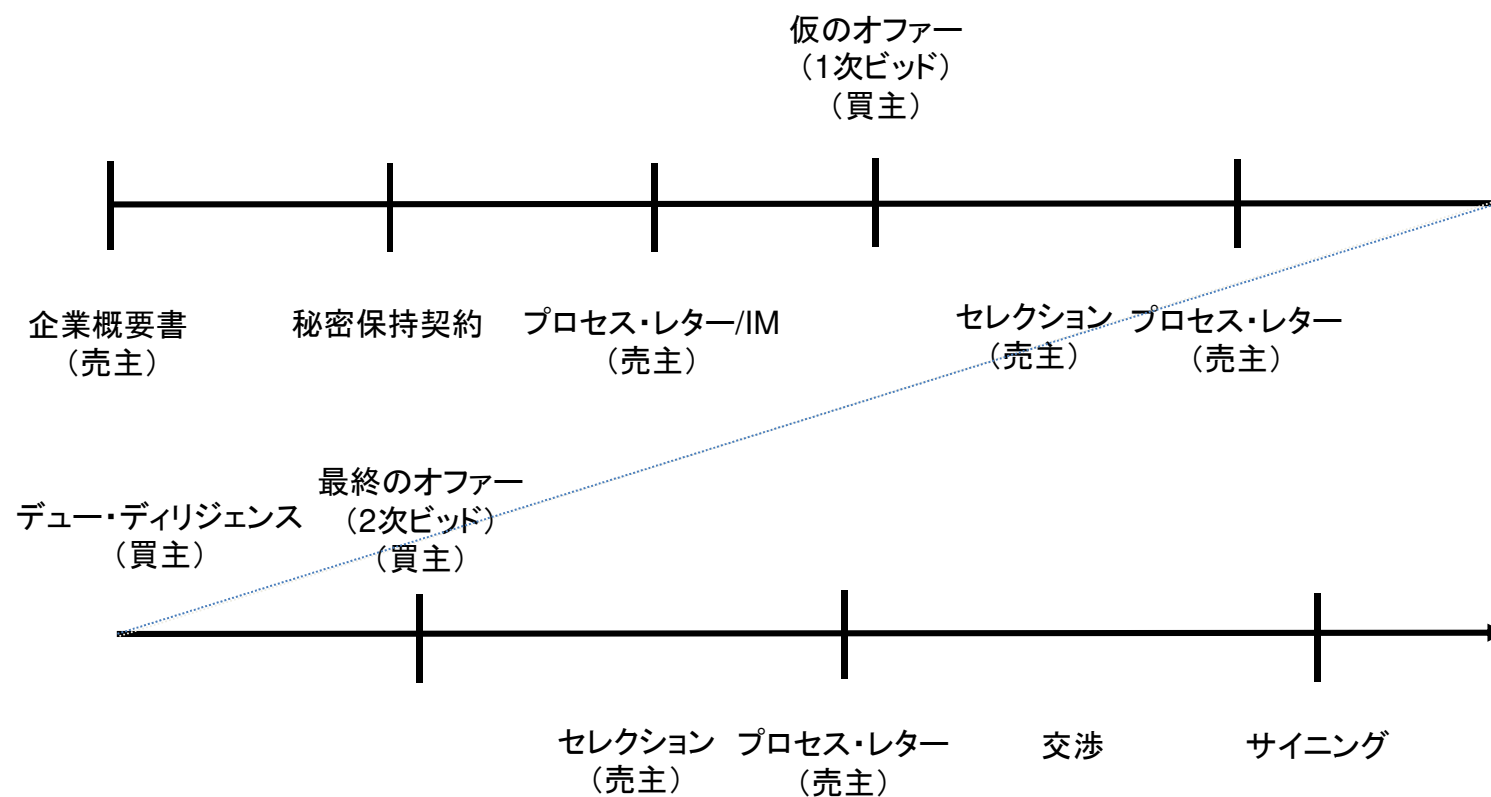 仮のオファー
（1次ビッド）
（買主）
企業概要書
（売主）
秘密保持契約
プロセス・レター/IM
（売主）
セレクション
（売主）
プロセス・レター
（売主）
デュー・ディリジェンス
（買主）
最終のオファー
（2次ビッド）
（買主）
セレクション
（売主）
プロセス・レター
（売主）
交渉
サイニング